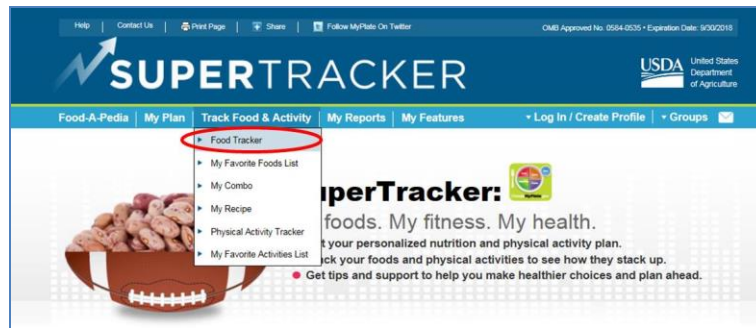 Help | Contact Us | Print Page | Share | Follow MyPlate On Twitter OMB Approved No. 0584-0535 • Expiration Date: 9/30/2018
SUPERTRACKER
USDA United States
Department
of Agriculture
Food-A-Pedia | My Plan | Track Food & Activity | My Reports | My Features Log In / Create Profile | Groups
Food Tracker
My Favorite Foods List
My Combo
My Recipe
Physical Activity Tracker
My Favorite Activities List
uperTracker:
foods. My fitness. My health.
t your personalized nutrition and physical activity plan.
ck your foods and physical activities to see how they stack up.
Get tips and support to help you make healthier choices and plan ahead.